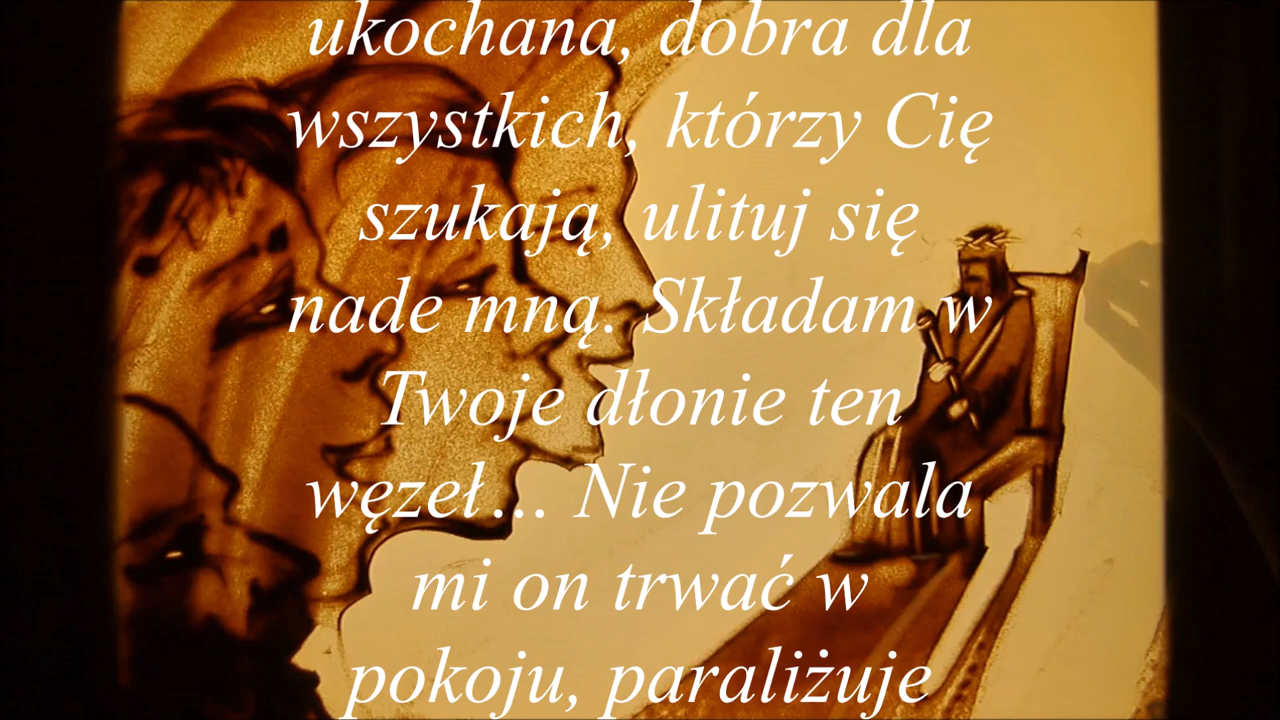 ukochana, dobra dla
wszystkich, którzy Cię
szukają, ulituj się
nade mną. Składam w
Twoje dłonie ten
węzeł... Nie pozwala
mi on trwać w
pokoju, paraliżuje